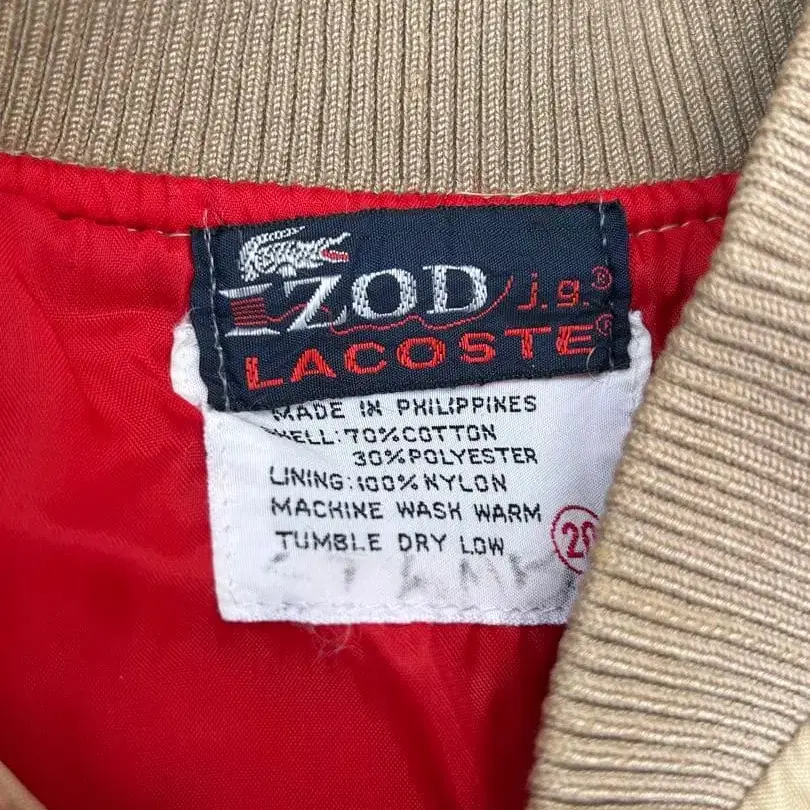 IZOD j.g.®
LACOSTE®
MADE IN PHILIPPINES
SHELL:70%COTTON
30%POLYESTER
LINING:100%NYLON
MACHINE WASH WARM
TUMBLE DRY LOW